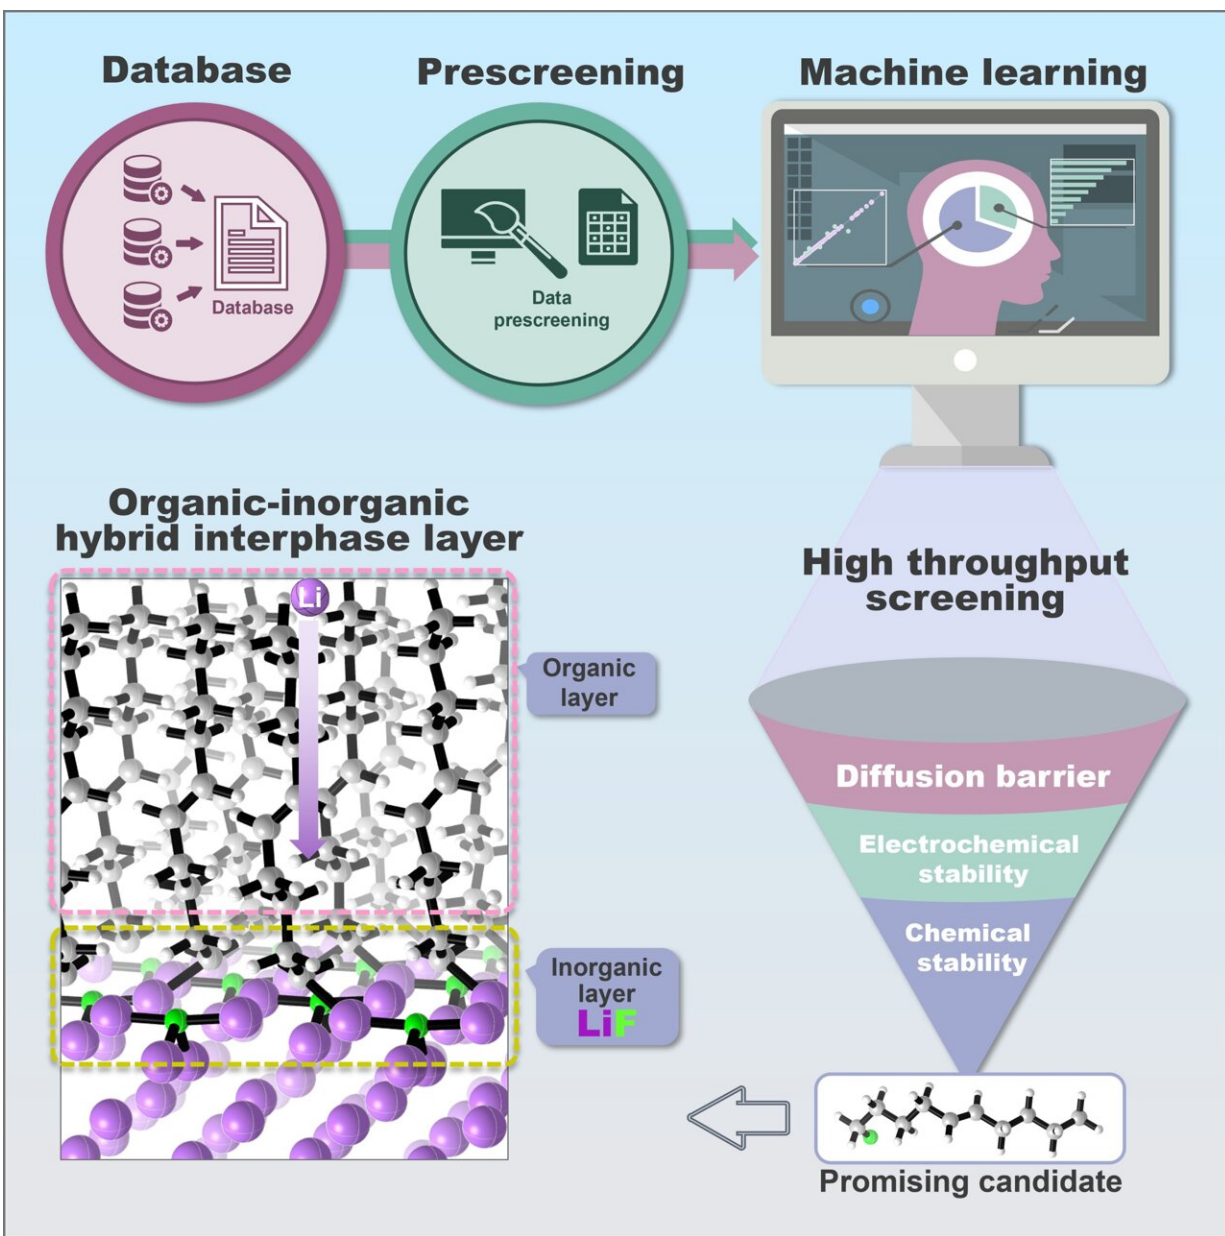 Database
Prescreening
Machine learning
Database
Data
prescreening
Organic-inorganic
hybrid interphase layer
Li
Organic
layer
Inorganic
layer
LiF
High throughput
screening
Diffusion barrier
Electrochemical
stability
Chemical
stability
Promising candidate